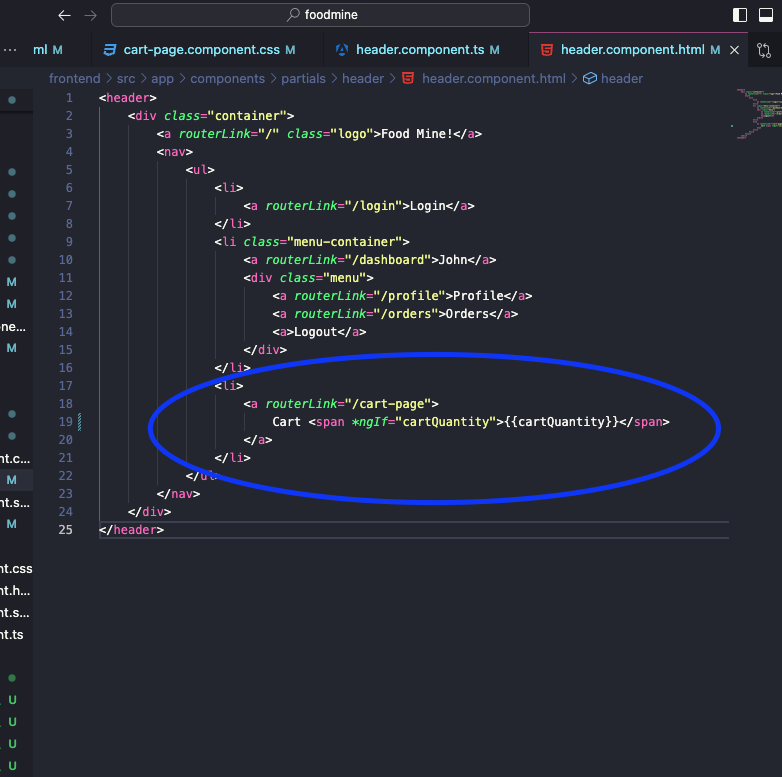 foodmine
ml M
cart-page.component.css M
header.component.ts M
header.component.html M
frontend > src > app > components > partials > header > header.component.html > header
1 <header>
2 <div class="container">
3 <a routerLink="/" class="logo">Food Mine!</a>
4 <nav>
5 <ul>
6 <li>
7 <a routerLink="/login">Login</a>
8 </li>
9 <li class="menu-container">
10 <a routerLink="/dashboard">John</a>
11 <div class="menu">
12 <a routerLink="/profile">Profile</a>
13 <a routerLink="/orders">Orders</a>
14 <a>Logout</a>
15 </div>
16 </li>
17 <li>
18 <a routerLink="/cart-page">
19 Cart <span *ngIf="cartQuantity">{{cartQuantity}}</span>
20 </a>
21 </li>
22 </ul>
23 </nav>
24 </div>
25 </header>
M
M
one...
M
nt.c...
M
nt.s...
M
nt.css
nt.h...
nt.s...
nt.ts
U
U
U
U